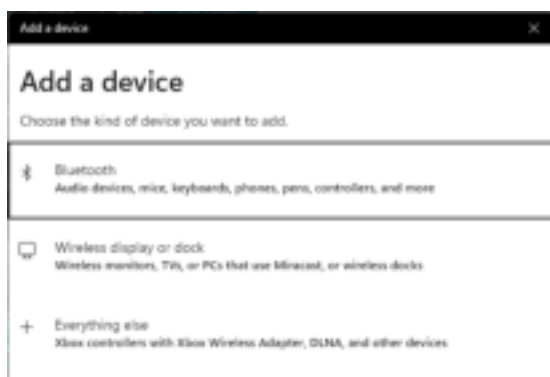 Add a device
Add a device
Choose the kind of device you want to add.
Bluetooth
Audio devices, mice, keyboards, phones, pens, controllers, and more
Wireless display or dock
Wireless monitors, TVs, or PCs that use Miracast, or wireless docks
Everything else
Xbox controllers with Xbox Wireless Adapter, DLNA, and other devices